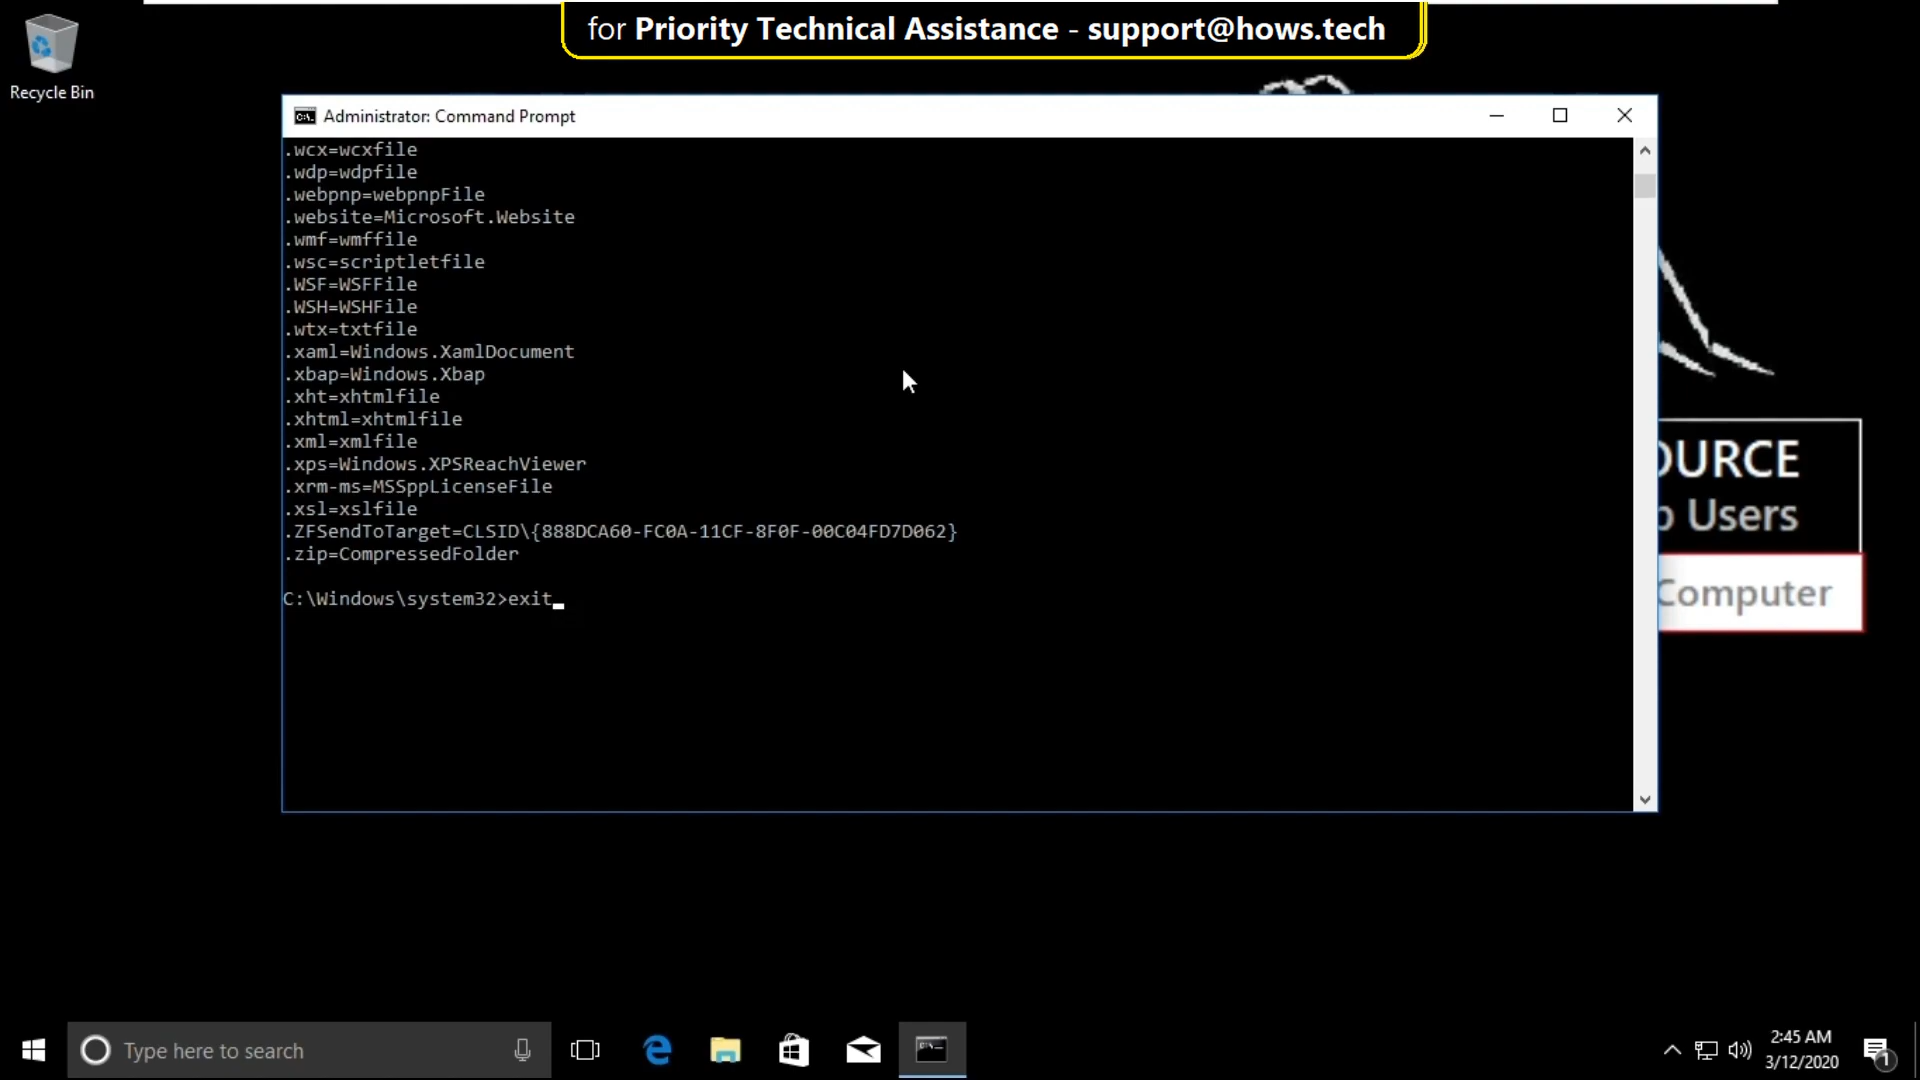 for Priority Technical Assistance - support@hows.tech
Recycle Bin
Administrator: Command Prompt
.wcx=wcxfile
.wdp=wdpfile
.webpnp=webpnpFile
.website=Microsoft.Website
.wmf=wmffile
.wsc=scriptletfile
.WSF=WSFFile
.WSH=WSHFile
.wtx=txtfile
.xaml=Windows.XamlDocument
.xbap=Windows.Xbap
.xht=xhtmlfile
.xhtml=xhtmlfile
.xml=xmlfile
.xps=Windows.XPSReachViewer
.xrm-ms=MSSppLicenseFile
.xsl=xslfile
.ZFSendToTarget=CLSID\{888DCA60-FC0A-11CF-8F0F-00C04FD7D062}
.zip=CompressedFolder
C:\Windows\system32>exit
OURCE
p Users
Computer
Type here to search
2:45 AM
3/12/2020
1